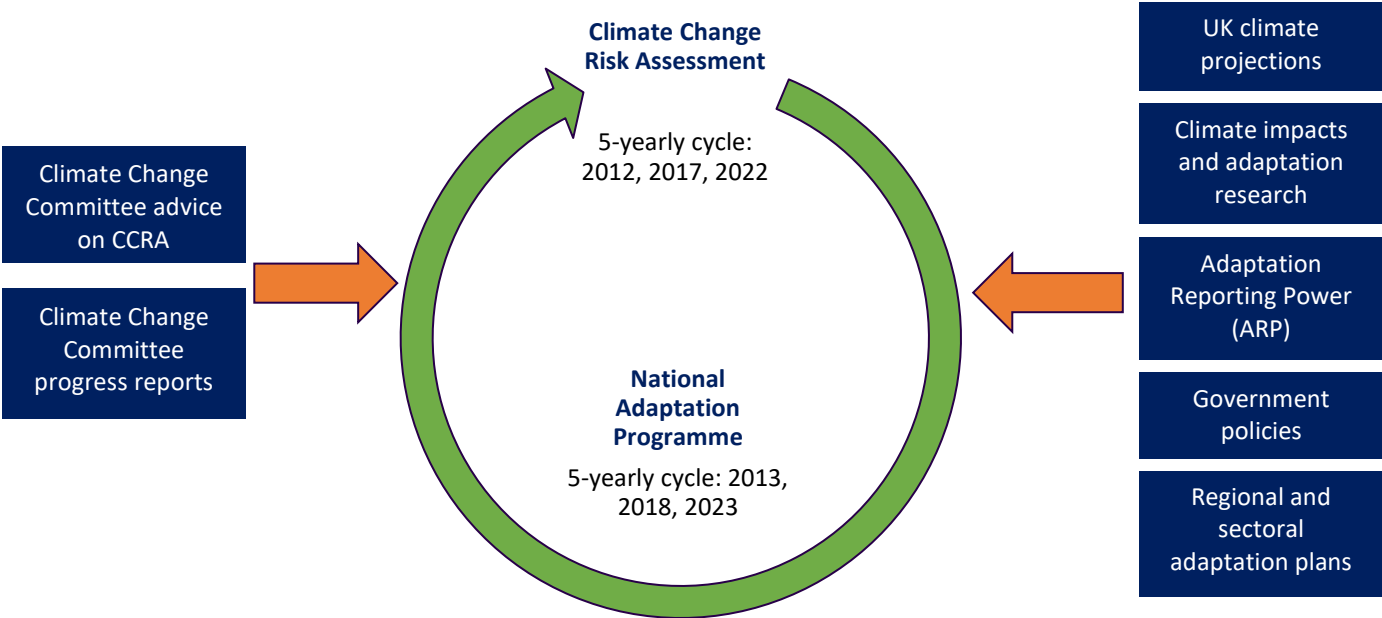 Climate Change
Risk Assessment
5-yearly cycle:
2012, 2017, 2022
National
Adaptation
Programme
5-yearly cycle: 2013,
2018, 2023
Climate Change
Committee advice
on CCRA
Climate Change
Committee
progress reports
UK climate
projections
Climate impacts
and adaptation
research
Adaptation
Reporting Power
(ARP)
Government
policies
Regional and
sectoral
adaptation plans